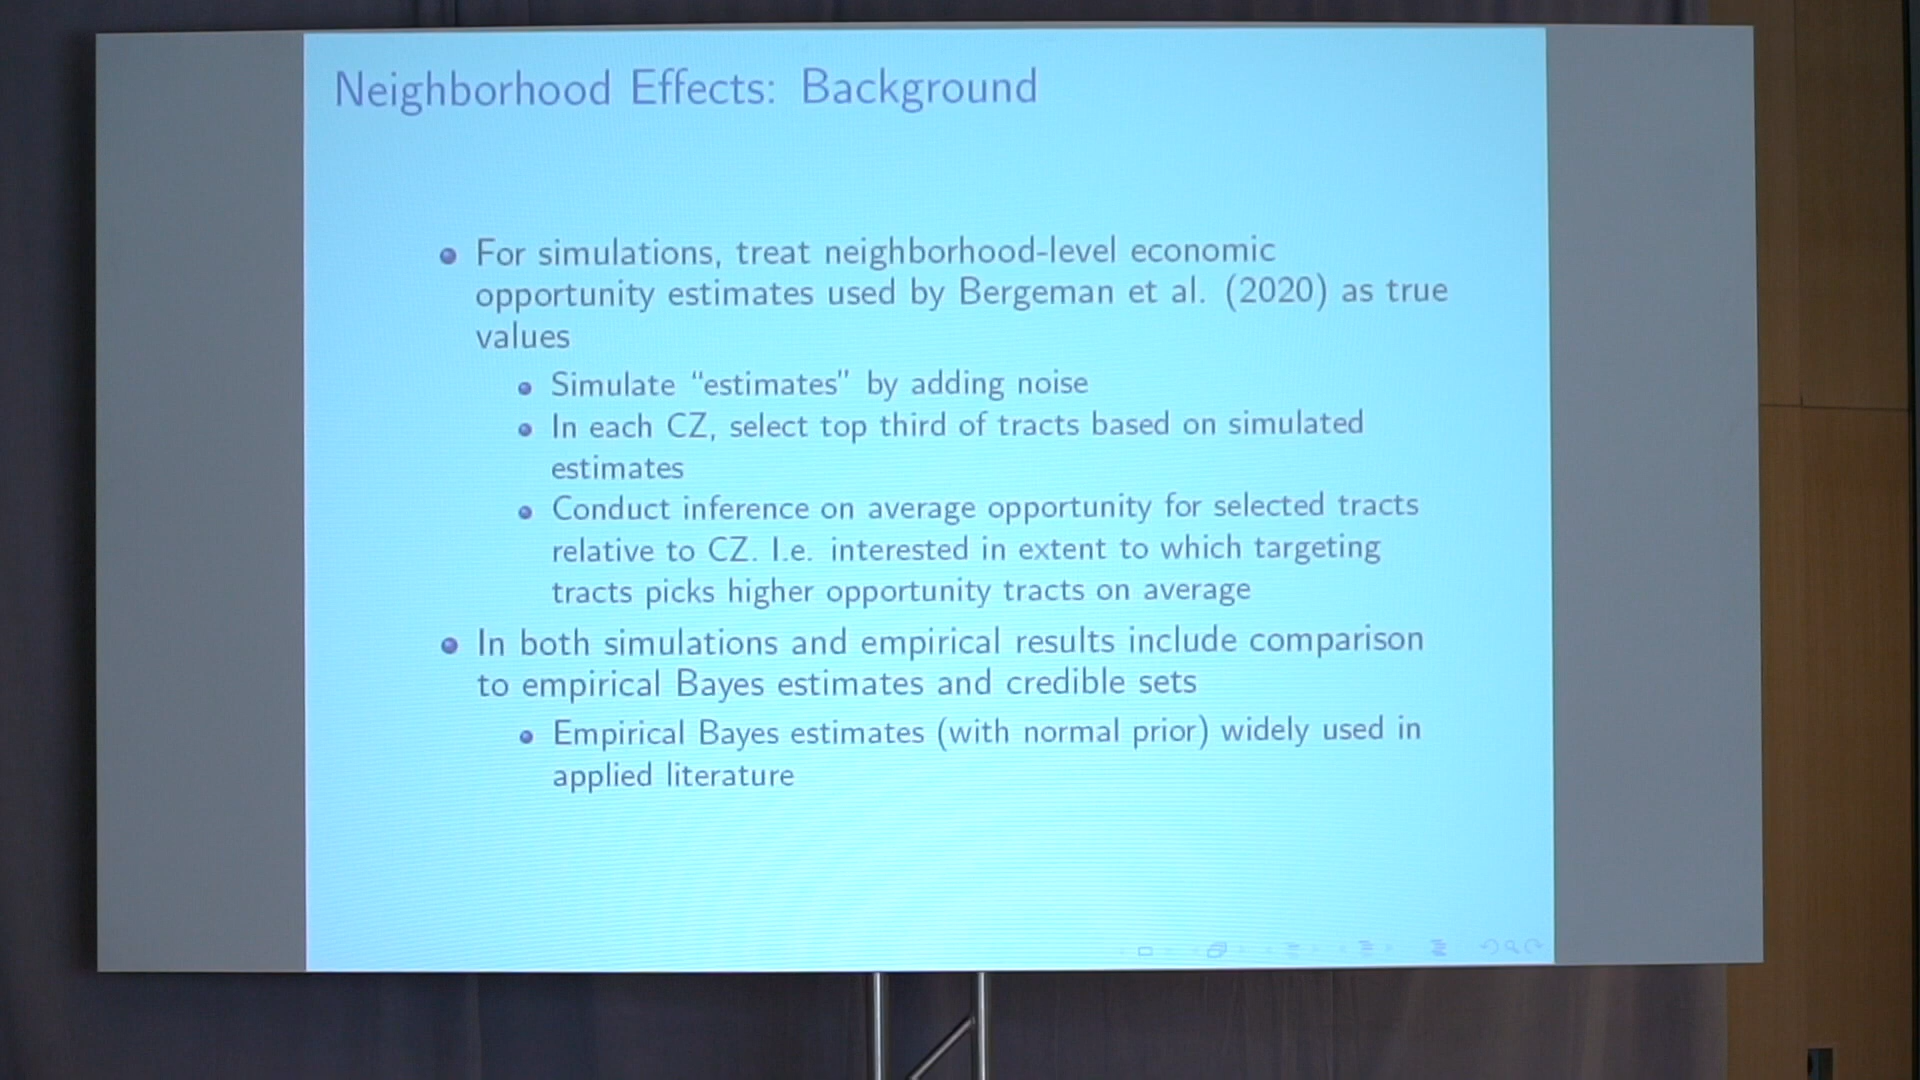 Neighborhood Effects: Background
For simulations, treat neighborhood-level economic
opportunity estimates used by Bergeman et al. (2020) as true
values
Simulate “estimates” by adding noise
In each CZ, select top third of tracts based on simulated
estimates
Conduct inference on average opportunity for selected tracts
relative to CZ. I.e. interested in extent to which targeting
tracts picks higher opportunity tracts on average
In both simulations and empirical results include comparison
to empirical Bayes estimates and credible sets
Empirical Bayes estimates (with normal prior) widely used in
applied literature